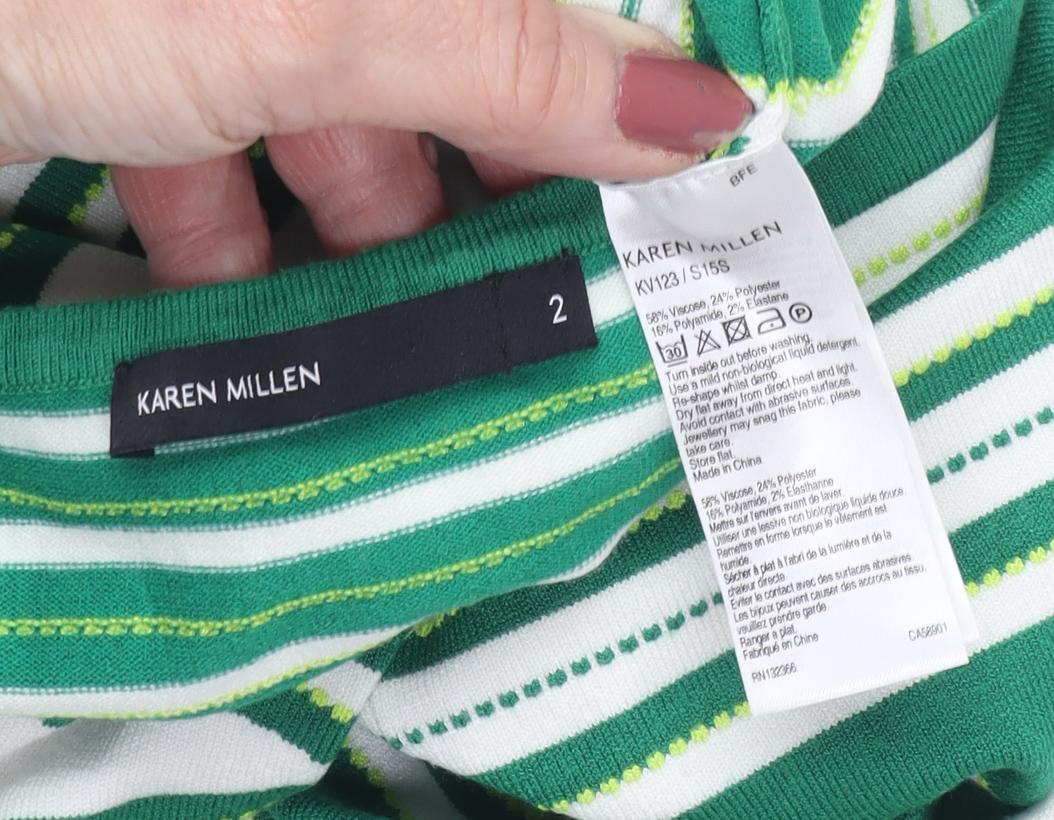 KAREN MILLEN
2
BFE
KAREN MILLEN
KV123 / S15S
58% Viscose, 24% Polyester
16% Polyamide, 2% Elastane
30 P
Turn inside out before washing.
Use a mild non-biological liquid detergent.
Re-shape whilst damp.
Dry flat away from direct heat and light.
Avoid contact with abrasive surfaces.
Jewellery may snag this fabric, please
take care.
Store flat.
Made in China
58% Viscose, 24% Polyester
16% Polyamide, 2% Elasthanne
Mettre sur l'envers avant de laver.
Utiliser une lessive non biologique liquide douce.
Remettre en forme lorsque le vêtement est
humide.
Sécher à plat à l'abri de la lumière et de la
chaleur directe.
Eviter le contact avec des surfaces abrasives.
Les bijoux peuvent causer des accrocs au tissu,
veuillez prendre garde.
Ranger a plat.
Fabriqué en Chine
CA58901
RN132366